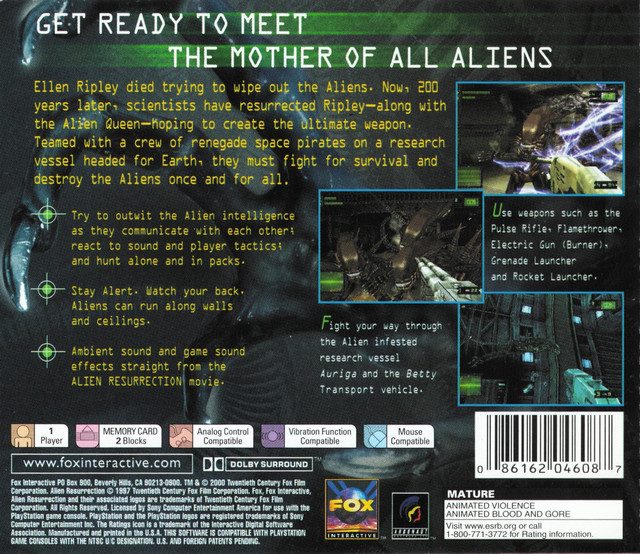 GET READY TO MEET
THE MOTHER OF ALL ALIENS
Ellen Ripley died trying to wipe out the Aliens. Now, 200
years later, scientists have resurrected Ripley—along with
the Alien Queen—Hoping to create the ultimate weapon.
Teamed with a crew of renegade space pirates on a research
vessel headed for Earth, they must fight for survival and
destroy the Aliens once and for all.
Try to outwit the Alien intelligence
as they communicate with each other;
react to sound and player tactics;
and hunt alone and in packs.
Stay Alert. Watch your back.
Aliens can run along walls
and ceilings.
Ambient sound and game sound
effects straight from the
ALIEN RESURRECTION movie.
Use weapons such as the
Pulse Rifle, Flamethrower,
Electric Gun (Burner),
Grenade Launcher
and Rocket Launcher.
Fight your way through
the Alien infested
research vessel
Auriga and the Betty
Transport vehicle.
1
Player
MEMORY CARD
2 Blocks
Analog Control
Compatible
Vibration Function
Compatible
Mouse
Compatible
www.foxinteractive.com
DOLBY SURROUND
Fox Interactive PO Box 900, Beverly Hills, CA 90213-0900. TM & © 2000 Twentieth Century Fox Film
Corporation. Alien Resurrection © 1997 Twentieth Century Fox Film Corporation. Fox, Fox Interactive,
Alien Resurrection and their associated logos are trademarks of Twentieth Century Fox Film
Corporation. All Rights Reserved. Licensed by Sony Computer Entertainment America for use with the
PlayStation game console. PlayStation and the PlayStation logos are registered trademarks of Sony
Computer Entertainment Inc. The Ratings icon is a trademark of the Interactive Digital Software
Association. Manufactured and printed in the U.S.A. THIS SOFTWARE IS COMPATIBLE WITH PLAYSTATION
GAME CONSOLES WITH THE NTSC U/C DESIGNATION. U.S. AND FOREIGN PATENTS PENDING.
FOX
INTERACTIVE
ARGONAUT
0 86162 04608 7
MATURE
ANIMATED VIOLENCE
ANIMATED BLOOD AND GORE
Visit www.esrb.org or call
1-800-771-3772 for Rating information.